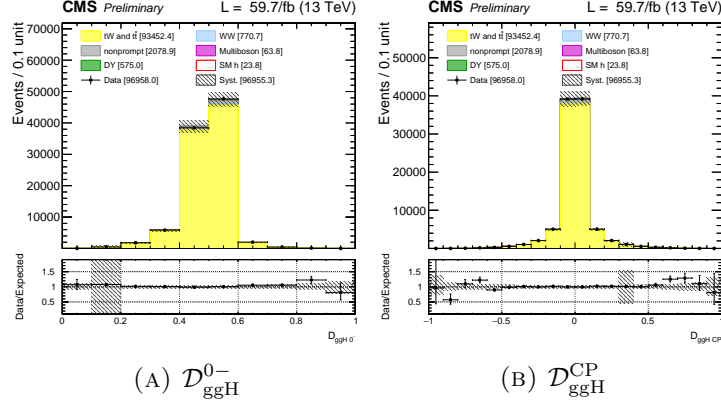 CMS Preliminary L = 59.7/fb (13 TeV)
Events / 0.1 unit
70000
60000
50000
40000
30000
20000
10000
tW and tt̄ [93452.4]
WW [770.7]
nonprompt [2078.9]
Multiboson [63.8]
DY [575.0]
SM h [23.8]
Data [96958.0]
Syst. [96955.3]
Data/Expected
1.5
1
0.5
0 0.2 0.4 0.6 0.8 1
D_ggH 0-
(A) 𝒟^0−_ggH
CMS Preliminary L = 59.7/fb (13 TeV)
Events / 0.1 unit
50000
40000
30000
20000
10000
tW and tt̄ [93452.4]
WW [770.7]
nonprompt [2078.9]
Multiboson [63.8]
DY [575.0]
SM h [23.8]
Data [96958.0]
Syst. [96955.3]
Data/Expected
1.5
1
0.5
−1 −0.5 0 0.5 1
D_ggH CP
(B) 𝒟^CP_ggH